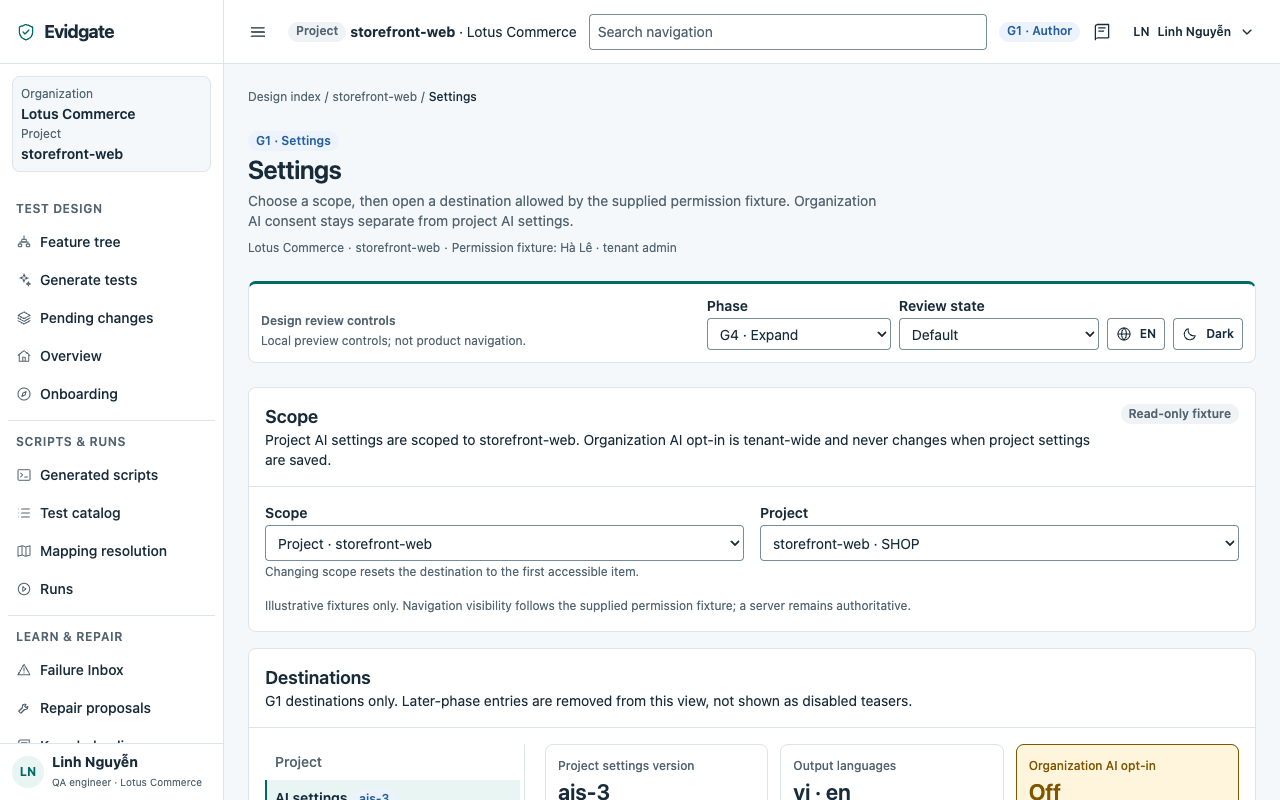 Evidgate
Project storefront-web · Lotus Commerce
Search navigation
G1 · Author
LN Linh Nguyễn
Organization
Lotus Commerce
Project
storefront-web
TEST DESIGN
Feature tree
Generate tests
Pending changes
Overview
Onboarding
SCRIPTS & RUNS
Generated scripts
Test catalog
Mapping resolution
Runs
LEARN & REPAIR
Failure Inbox
Repair proposals
LN
Linh Nguyễn
QA engineer · Lotus Commerce
Design index / storefront-web / Settings
G1 · Settings
Settings
Choose a scope, then open a destination allowed by the supplied permission fixture. Organization
AI consent stays separate from project AI settings.
Lotus Commerce · storefront-web · Permission fixture: Hà Lê · tenant admin
Design review controls
Local preview controls; not product navigation.
Phase
G4 · Expand
Review state
Default
EN
Dark
Scope
Read-only fixture
Project AI settings are scoped to storefront-web. Organization AI opt-in is tenant-wide and never changes when project settings
are saved.
Scope
Project · storefront-web
Changing scope resets the destination to the first accessible item.
Project
storefront-web · SHOP
Illustrative fixtures only. Navigation visibility follows the supplied permission fixture; a server remains authoritative.
Destinations
G1 destinations only. Later-phase entries are removed from this view, not shown as disabled teasers.
Project
AI settings ais-3
Project settings version
ais-3
Output languages
vi · en
Organization AI opt-in
Off